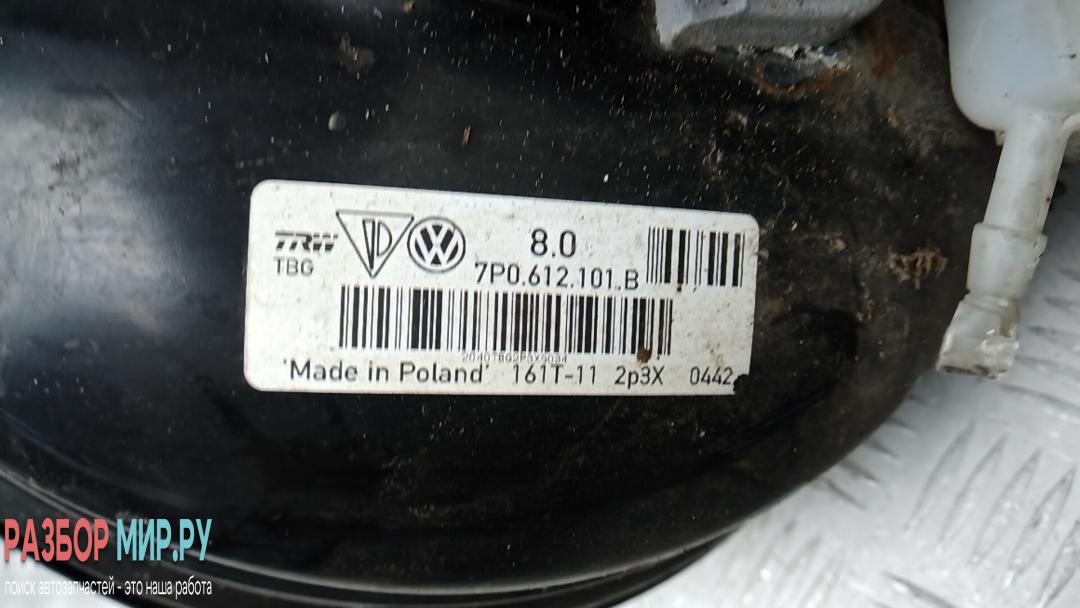 TRW
TBG
8.0
7P0.612.101.B
2040TBG2P3X5034
'Made in Poland' 161T-11 2p3X 0442
РАЗБОР МИР.РУ
поиск автозапчастей - это наша работа